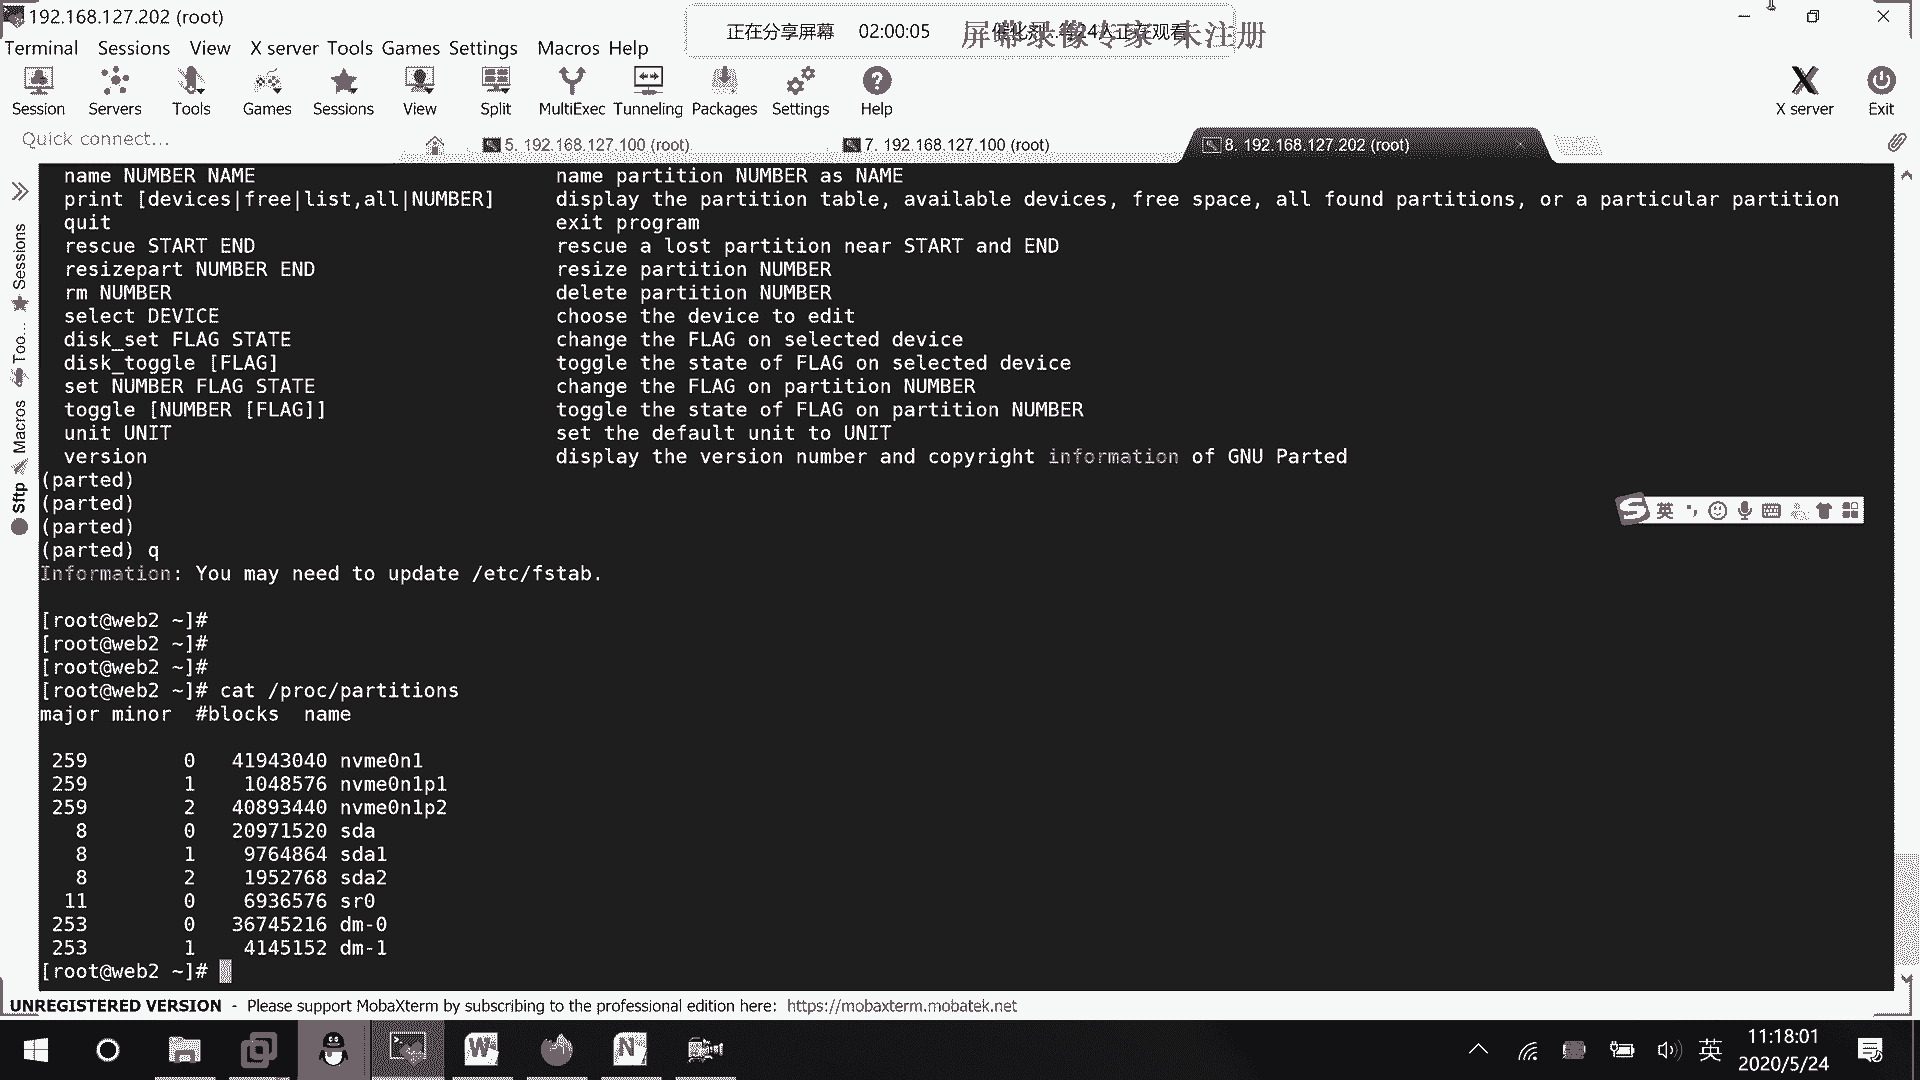 192.168.127.202 (root)
正在分享屏幕 02:00:05
屏幕录像专家 未注册
Terminal Sessions View X server Tools Games Settings Macros Help
Session Servers Tools Games Sessions View Split MultiExec Tunneling Packages Settings Help X server Exit
Quick connect...
5. 192.168.127.100 (root)
7. 192.168.127.100 (root)
8. 192.168.127.202 (root)
Sessions
Too...
Macros
Sftp
name NUMBER NAME name partition NUMBER as NAME
print [devices|free|list,all|NUMBER] display the partition table, available devices, free space, all found partitions, or a particular partition
quit exit program
rescue START END rescue a lost partition near START and END
resizepart NUMBER END resize partition NUMBER
rm NUMBER delete partition NUMBER
select DEVICE choose the device to edit
disk_set FLAG STATE change the FLAG on selected device
disk_toggle [FLAG] toggle the state of FLAG on selected device
set NUMBER FLAG STATE change the FLAG on partition NUMBER
toggle [NUMBER [FLAG]] toggle the state of FLAG on partition NUMBER
unit UNIT set the default unit to UNIT
version display the version number and copyright information of GNU Parted
(parted)
(parted)
(parted)
(parted) q
Information: You may need to update /etc/fstab.
[root@web2 ~]#
[root@web2 ~]#
[root@web2 ~]#
[root@web2 ~]# cat /proc/partitions
major minor #blocks name
259 0 41943040 nvme0n1
259 1 1048576 nvme0n1p1
259 2 40893440 nvme0n1p2
8 0 20971520 sda
8 1 9764864 sda1
8 2 1952768 sda2
11 0 6936576 sr0
253 0 36745216 dm-0
253 1 4145152 dm-1
[root@web2 ~]#
英
UNREGISTERED VERSION - Please support MobaXterm by subscribing to the professional edition here: https://mobaxterm.mobatek.net
英
11:18:01
2020/5/24